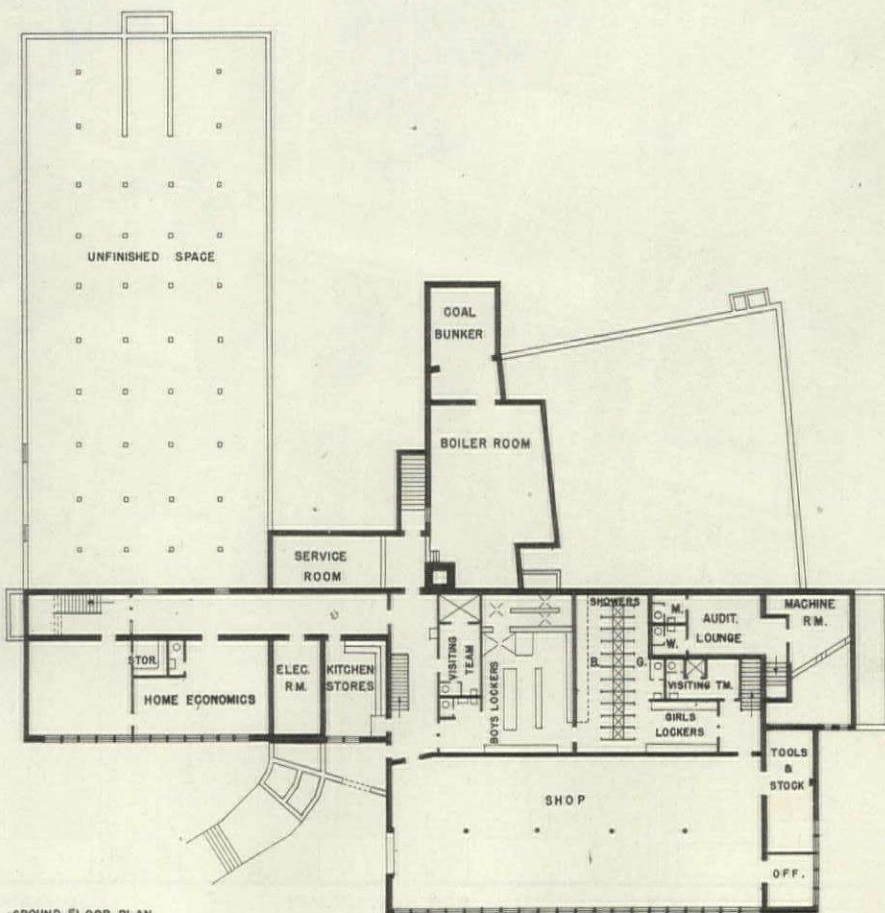 UNFINISHED SPACE
COAL
BUNKER
BOILER ROOM
SERVICE
ROOM
STOR.
HOME ECONOMICS
ELEC.
RM.
KITCHEN
STORES
VISITING
TEAM
BOYS LOCKERS
SHOWERS
B.
G.
M.
W.
AUDIT.
LOUNGE
MACHINE
RM.
VISITING TM.
GIRLS
LOCKERS
TOOLS
&
STOCK
SHOP
OFF.
GROUND FLOOR PLAN